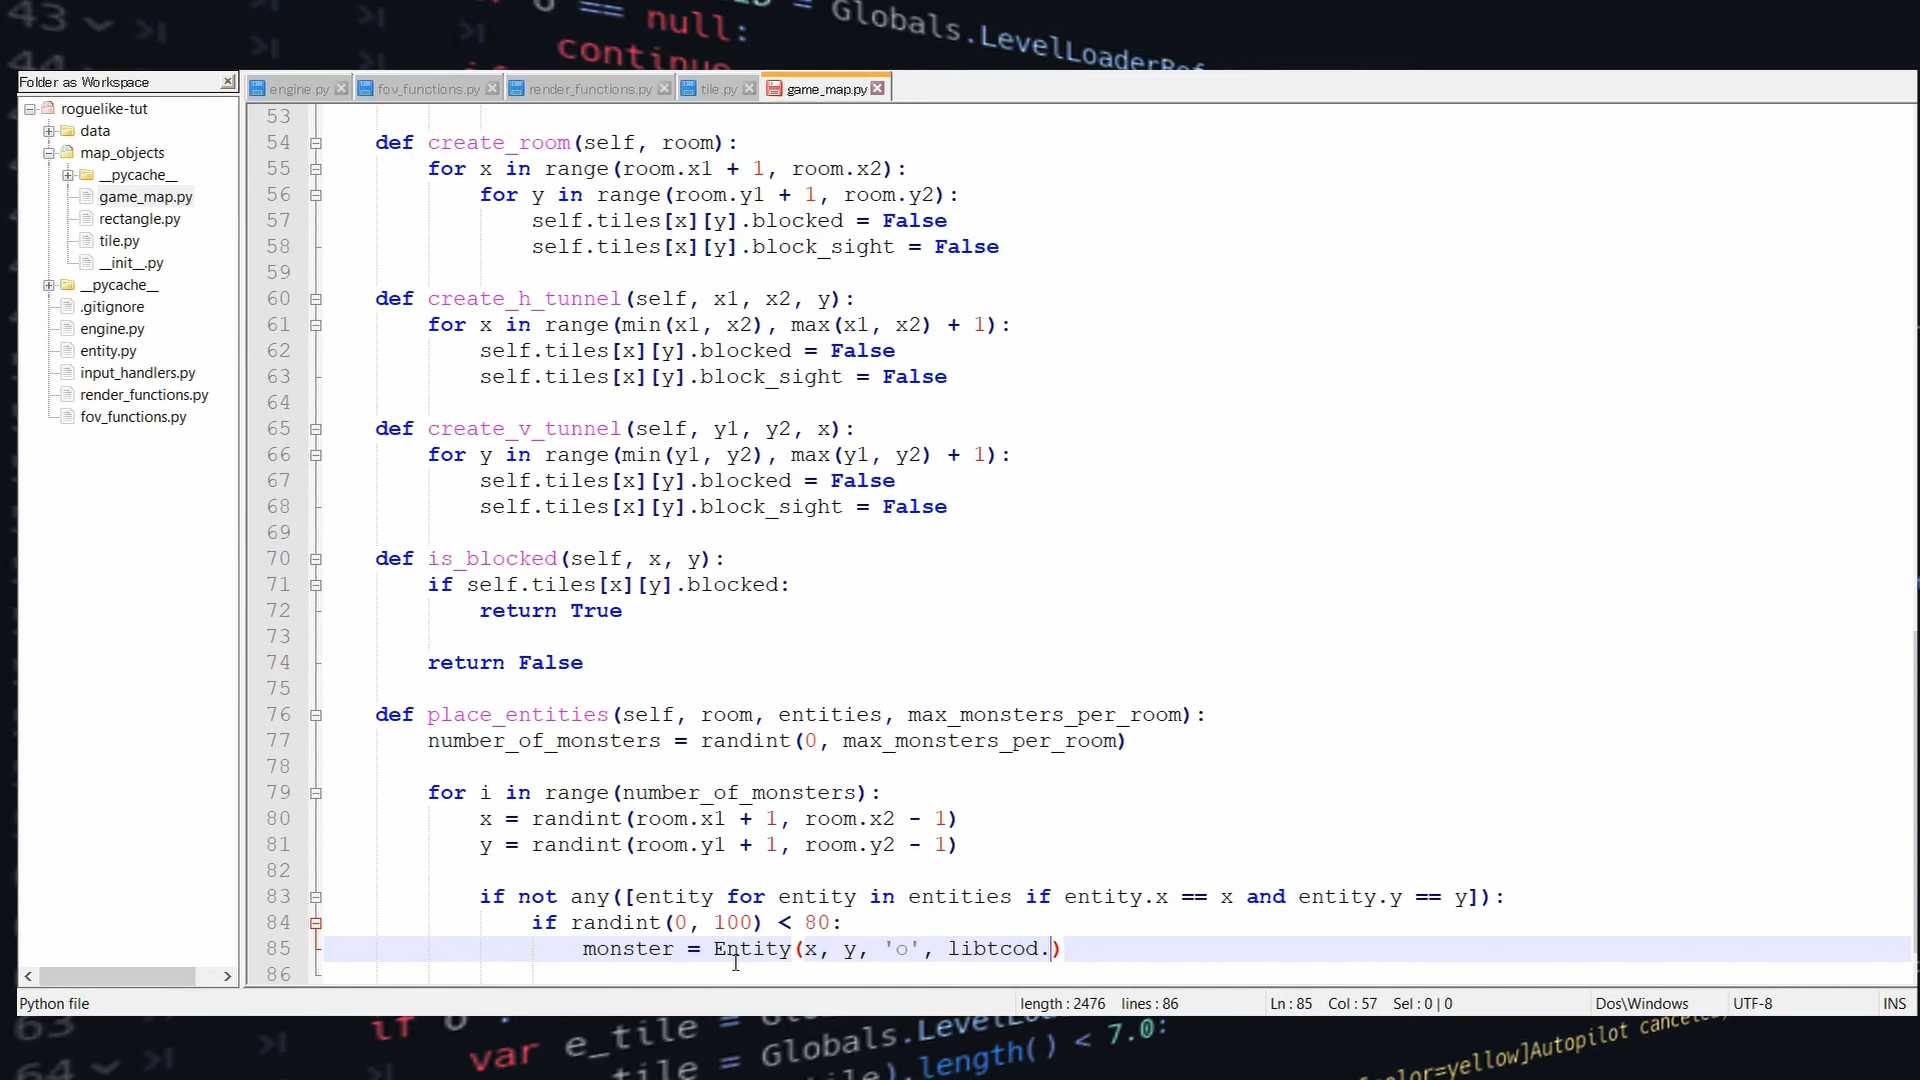 43
o == null:
= Globals.LevelLoaderRef
44
continue
Folder as Workspace
engine.py
fov_functions.py
render_functions.py
tile.py
game_map.py
roguelike-tut
data
map_objects
__pycache__
game_map.py
rectangle.py
tile.py
__init__.py
__pycache__
.gitignore
engine.py
entity.py
input_handlers.py
render_functions.py
fov_functions.py
53
54 def create_room(self, room):
55 for x in range(room.x1 + 1, room.x2):
56 for y in range(room.y1 + 1, room.y2):
57 self.tiles[x][y].blocked = False
58 self.tiles[x][y].block_sight = False
59
60 def create_h_tunnel(self, x1, x2, y):
61 for x in range(min(x1, x2), max(x1, x2) + 1):
62 self.tiles[x][y].blocked = False
63 self.tiles[x][y].block_sight = False
64
65 def create_v_tunnel(self, y1, y2, x):
66 for y in range(min(y1, y2), max(y1, y2) + 1):
67 self.tiles[x][y].blocked = False
68 self.tiles[x][y].block_sight = False
69
70 def is_blocked(self, x, y):
71 if self.tiles[x][y].blocked:
72 return True
73
74 return False
75
76 def place_entities(self, room, entities, max_monsters_per_room):
77 number_of_monsters = randint(0, max_monsters_per_room)
78
79 for i in range(number_of_monsters):
80 x = randint(room.x1 + 1, room.x2 - 1)
81 y = randint(room.y1 + 1, room.y2 - 1)
82
83 if not any([entity for entity in entities if entity.x == x and entity.y == y]):
84 if randint(0, 100) < 80:
85 monster = Entity(x, y, 'o', libtcod.)
86
Python file
length : 2476 lines : 86
Ln : 85 Col : 57 Sel : 0 | 0
Dos\Windows
UTF-8
INS
63
if o
var e_tile =
= Globals.
64
.length() < 7.0:
color=yellow]Autopilot